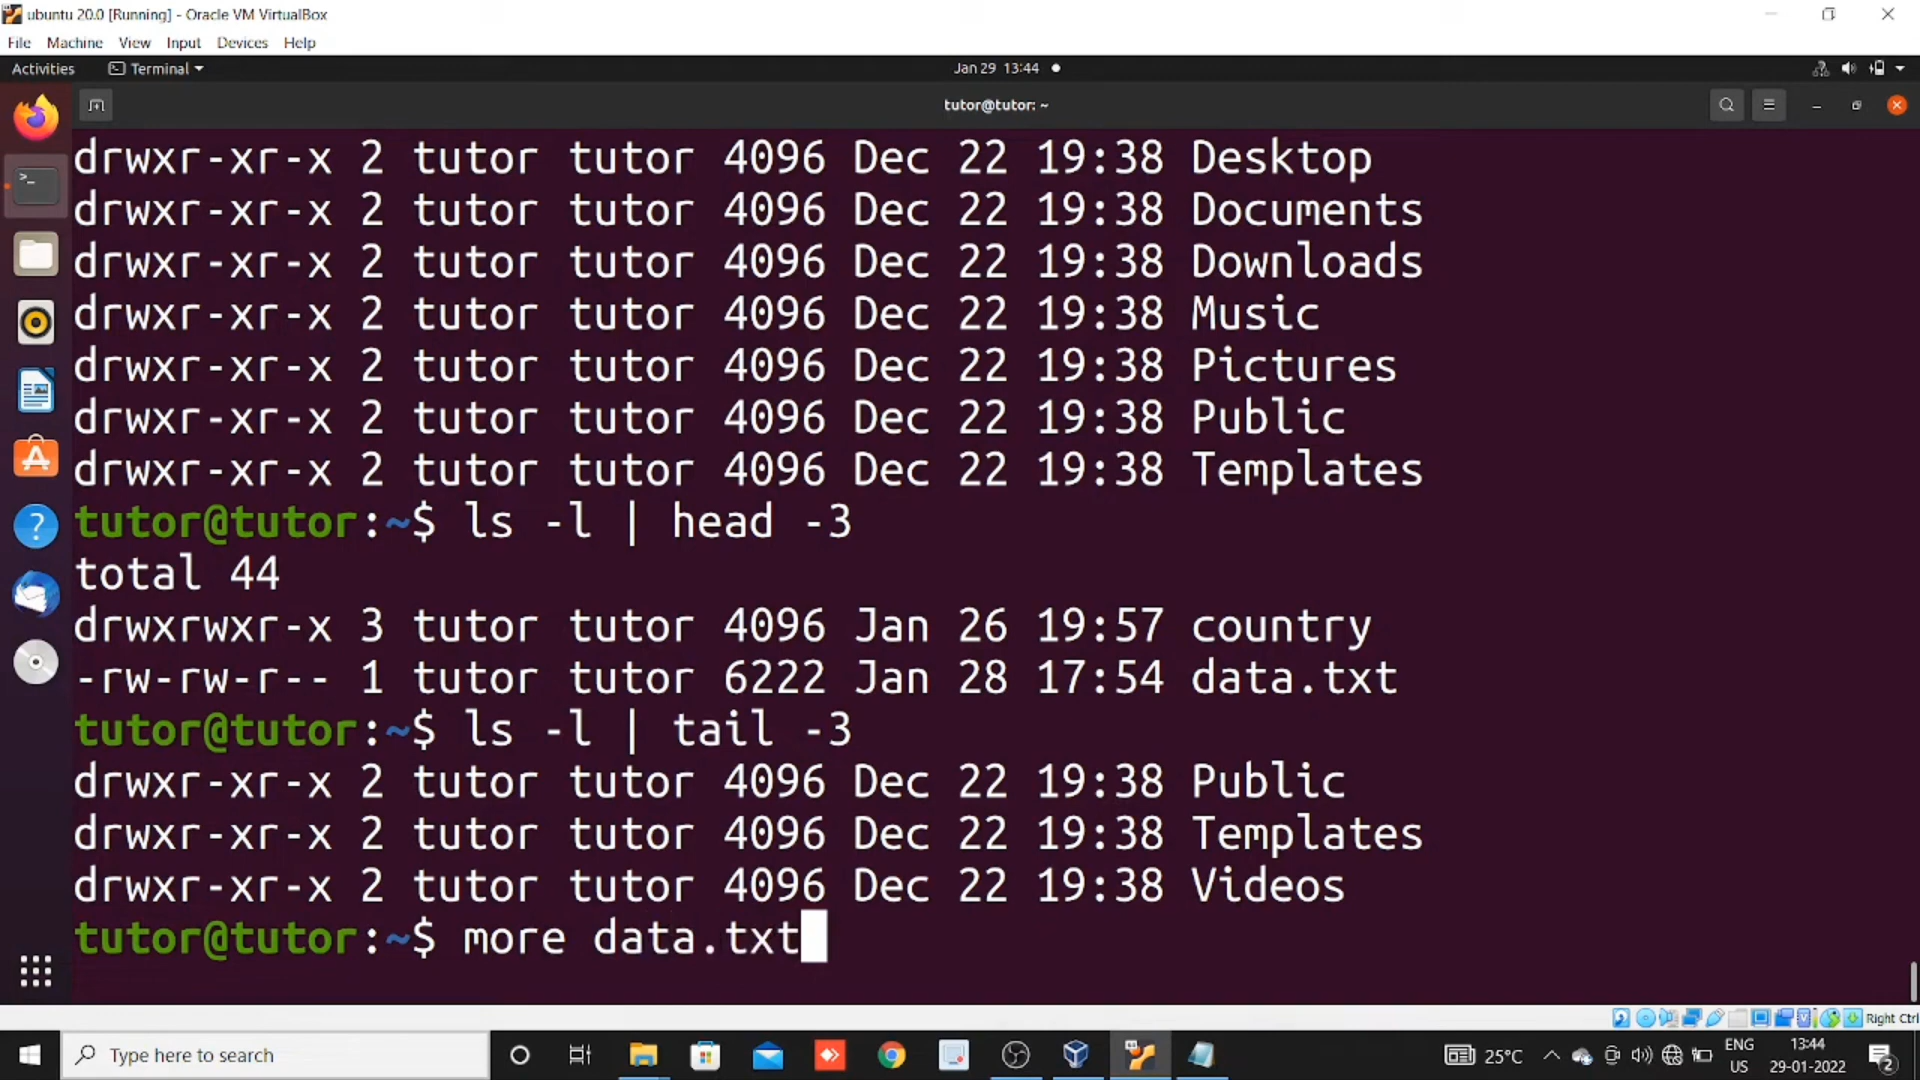 ubuntu 20.0 [Running] - Oracle VM VirtualBox
File Machine View Input Devices Help
Activities Terminal Jan 29 13:44
tutor@tutor: ~
drwxr-xr-x 2 tutor tutor 4096 Dec 22 19:38 Desktop
drwxr-xr-x 2 tutor tutor 4096 Dec 22 19:38 Documents
drwxr-xr-x 2 tutor tutor 4096 Dec 22 19:38 Downloads
drwxr-xr-x 2 tutor tutor 4096 Dec 22 19:38 Music
drwxr-xr-x 2 tutor tutor 4096 Dec 22 19:38 Pictures
drwxr-xr-x 2 tutor tutor 4096 Dec 22 19:38 Public
drwxr-xr-x 2 tutor tutor 4096 Dec 22 19:38 Templates
tutor@tutor:~$ ls -l | head -3
total 44
drwxrwxr-x 3 tutor tutor 4096 Jan 26 19:57 country
-rw-rw-r-- 1 tutor tutor 6222 Jan 28 17:54 data.txt
tutor@tutor:~$ ls -l | tail -3
drwxr-xr-x 2 tutor tutor 4096 Dec 22 19:38 Public
drwxr-xr-x 2 tutor tutor 4096 Dec 22 19:38 Templates
drwxr-xr-x 2 tutor tutor 4096 Dec 22 19:38 Videos
tutor@tutor:~$ more data.txt
Right Ctrl
Type here to search 25°C ENG 13:44
US 29-01-2022 2